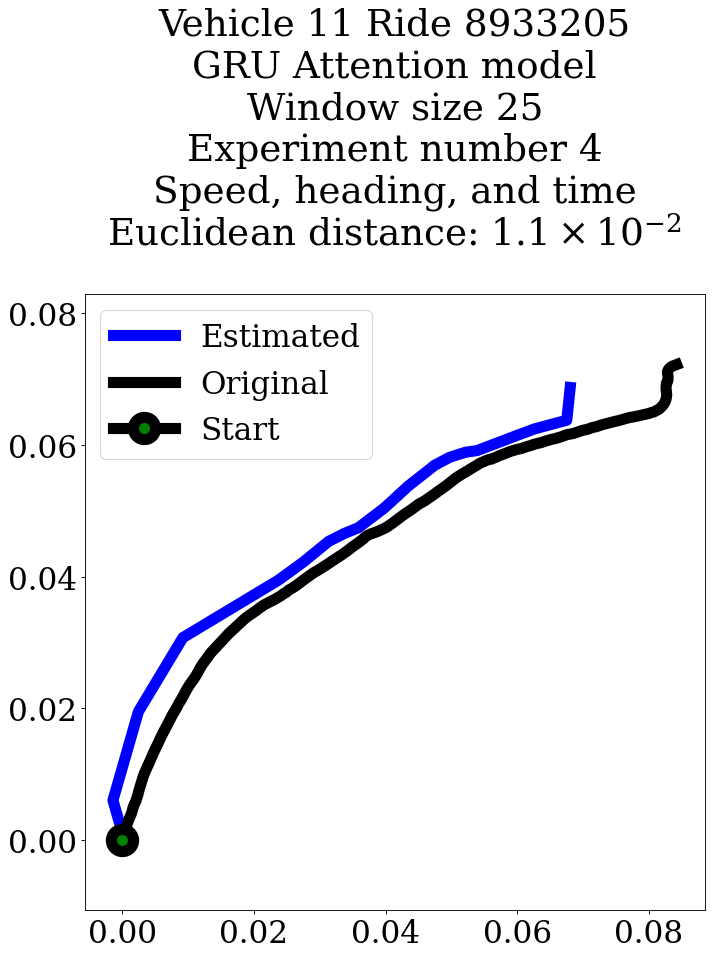 Vehicle 11 Ride 8933205
GRU Attention model
Window size 25
Experiment number 4
Speed, heading, and time
Euclidean distance: 1.1 × 10⁻²
0.08
0.06
0.04
0.02
0.00
Estimated
Original
Start
0.00 0.02 0.04 0.06 0.08